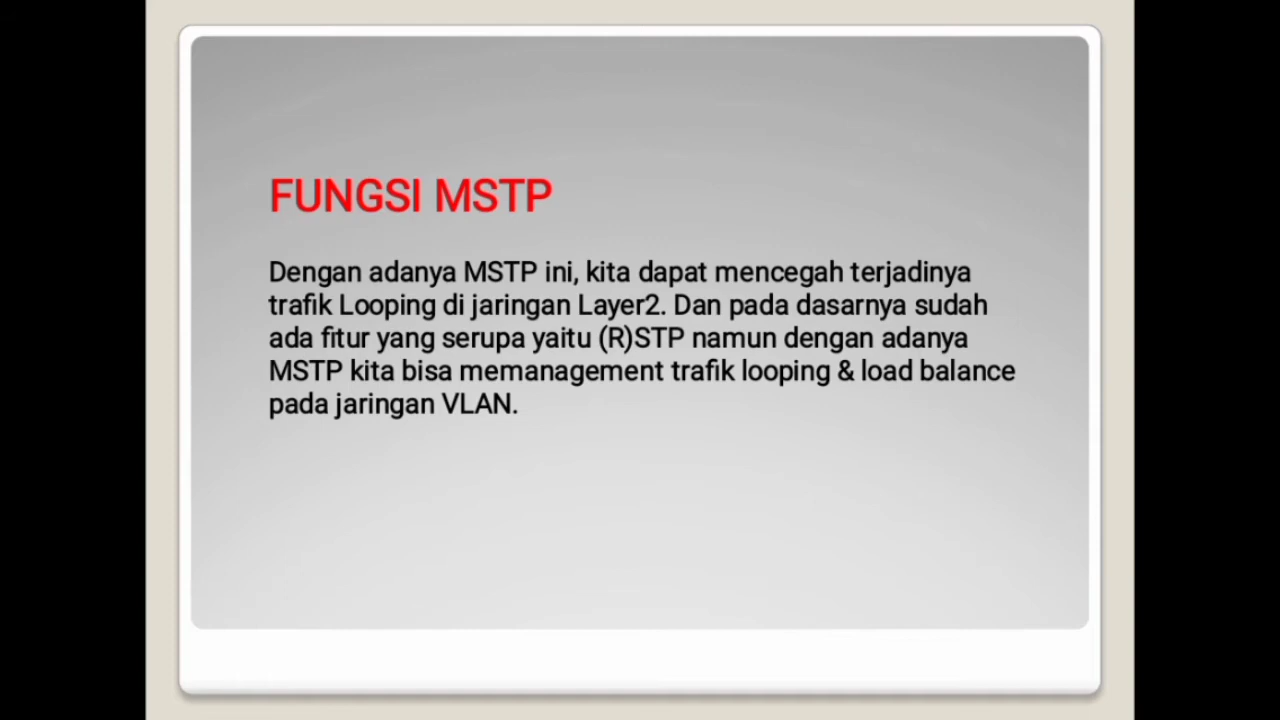 FUNGSI MSTP
Dengan adanya MSTP ini, kita dapat mencegah terjadinya
trafik Looping di jaringan Layer2. Dan pada dasarnya sudah
ada fitur yang serupa yaitu (R)STP namun dengan adanya
MSTP kita bisa memanagement trafik looping & load balance
pada jaringan VLAN.